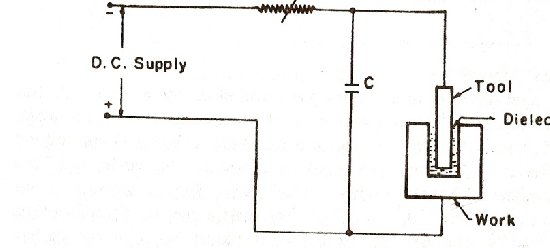 −
D.C. Supply
+
C
Tool
Dielec
Work